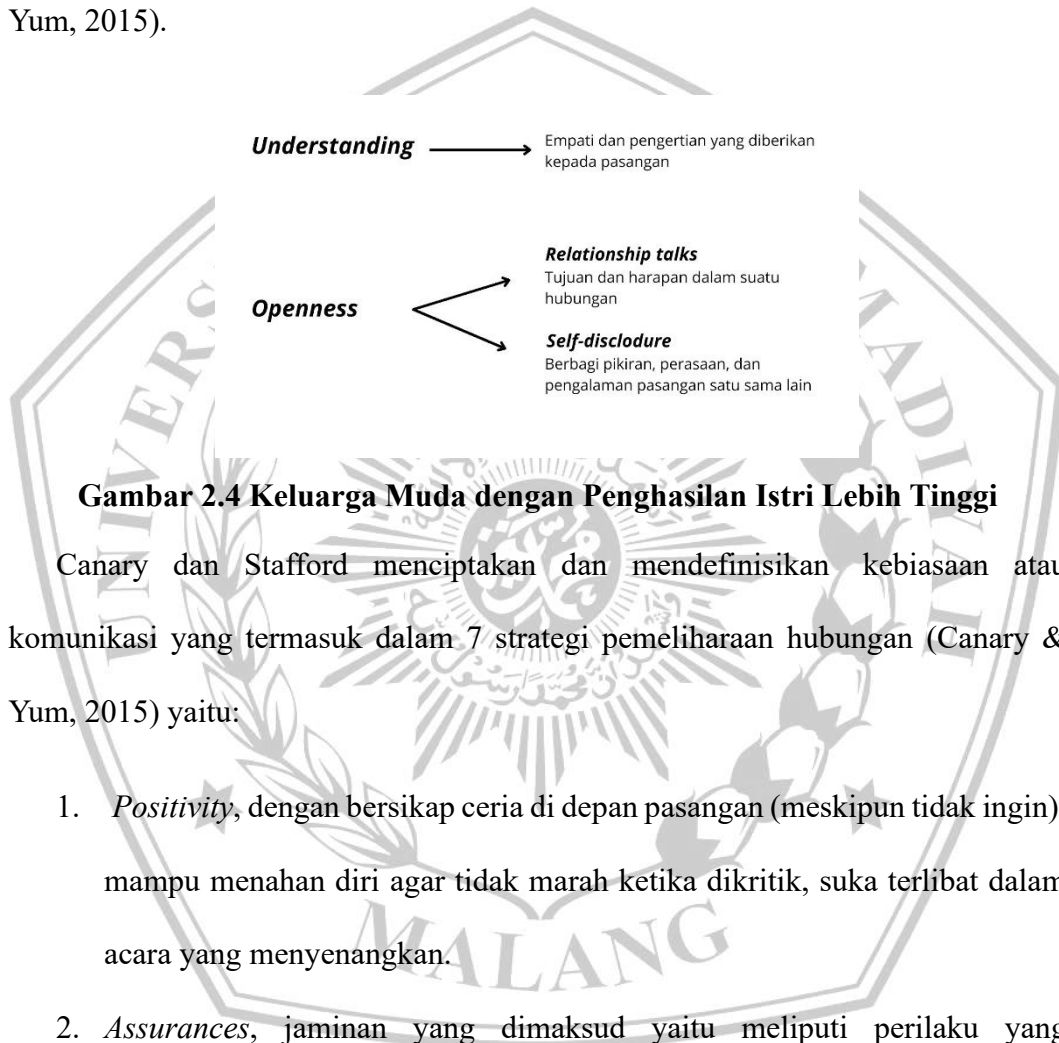 Yum, 2015).
Understanding
Empati dan pengertian yang diberikan
kepada pasangan
Openness
Relationship talks
Tujuan dan harapan dalam suatu
hubungan
Self-disclodure
Berbagi pikiran, perasaan, dan
pengalaman pasangan satu sama lain
Gambar 2.4 Keluarga Muda dengan Penghasilan Istri Lebih Tinggi
Canary dan Stafford menciptakan dan mendefinisikan kebiasaan atau
komunikasi yang termasuk dalam 7 strategi pemeliharaan hubungan (Canary &
Yum, 2015) yaitu:
1. Positivity, dengan bersikap ceria di depan pasangan (meskipun tidak ingin)
mampu menahan diri agar tidak marah ketika dikritik, suka terlibat dalam
acara yang menyenangkan.
MALANG
2. Assurances, jaminan yang dimaksud yaitu meliputi perilaku yang